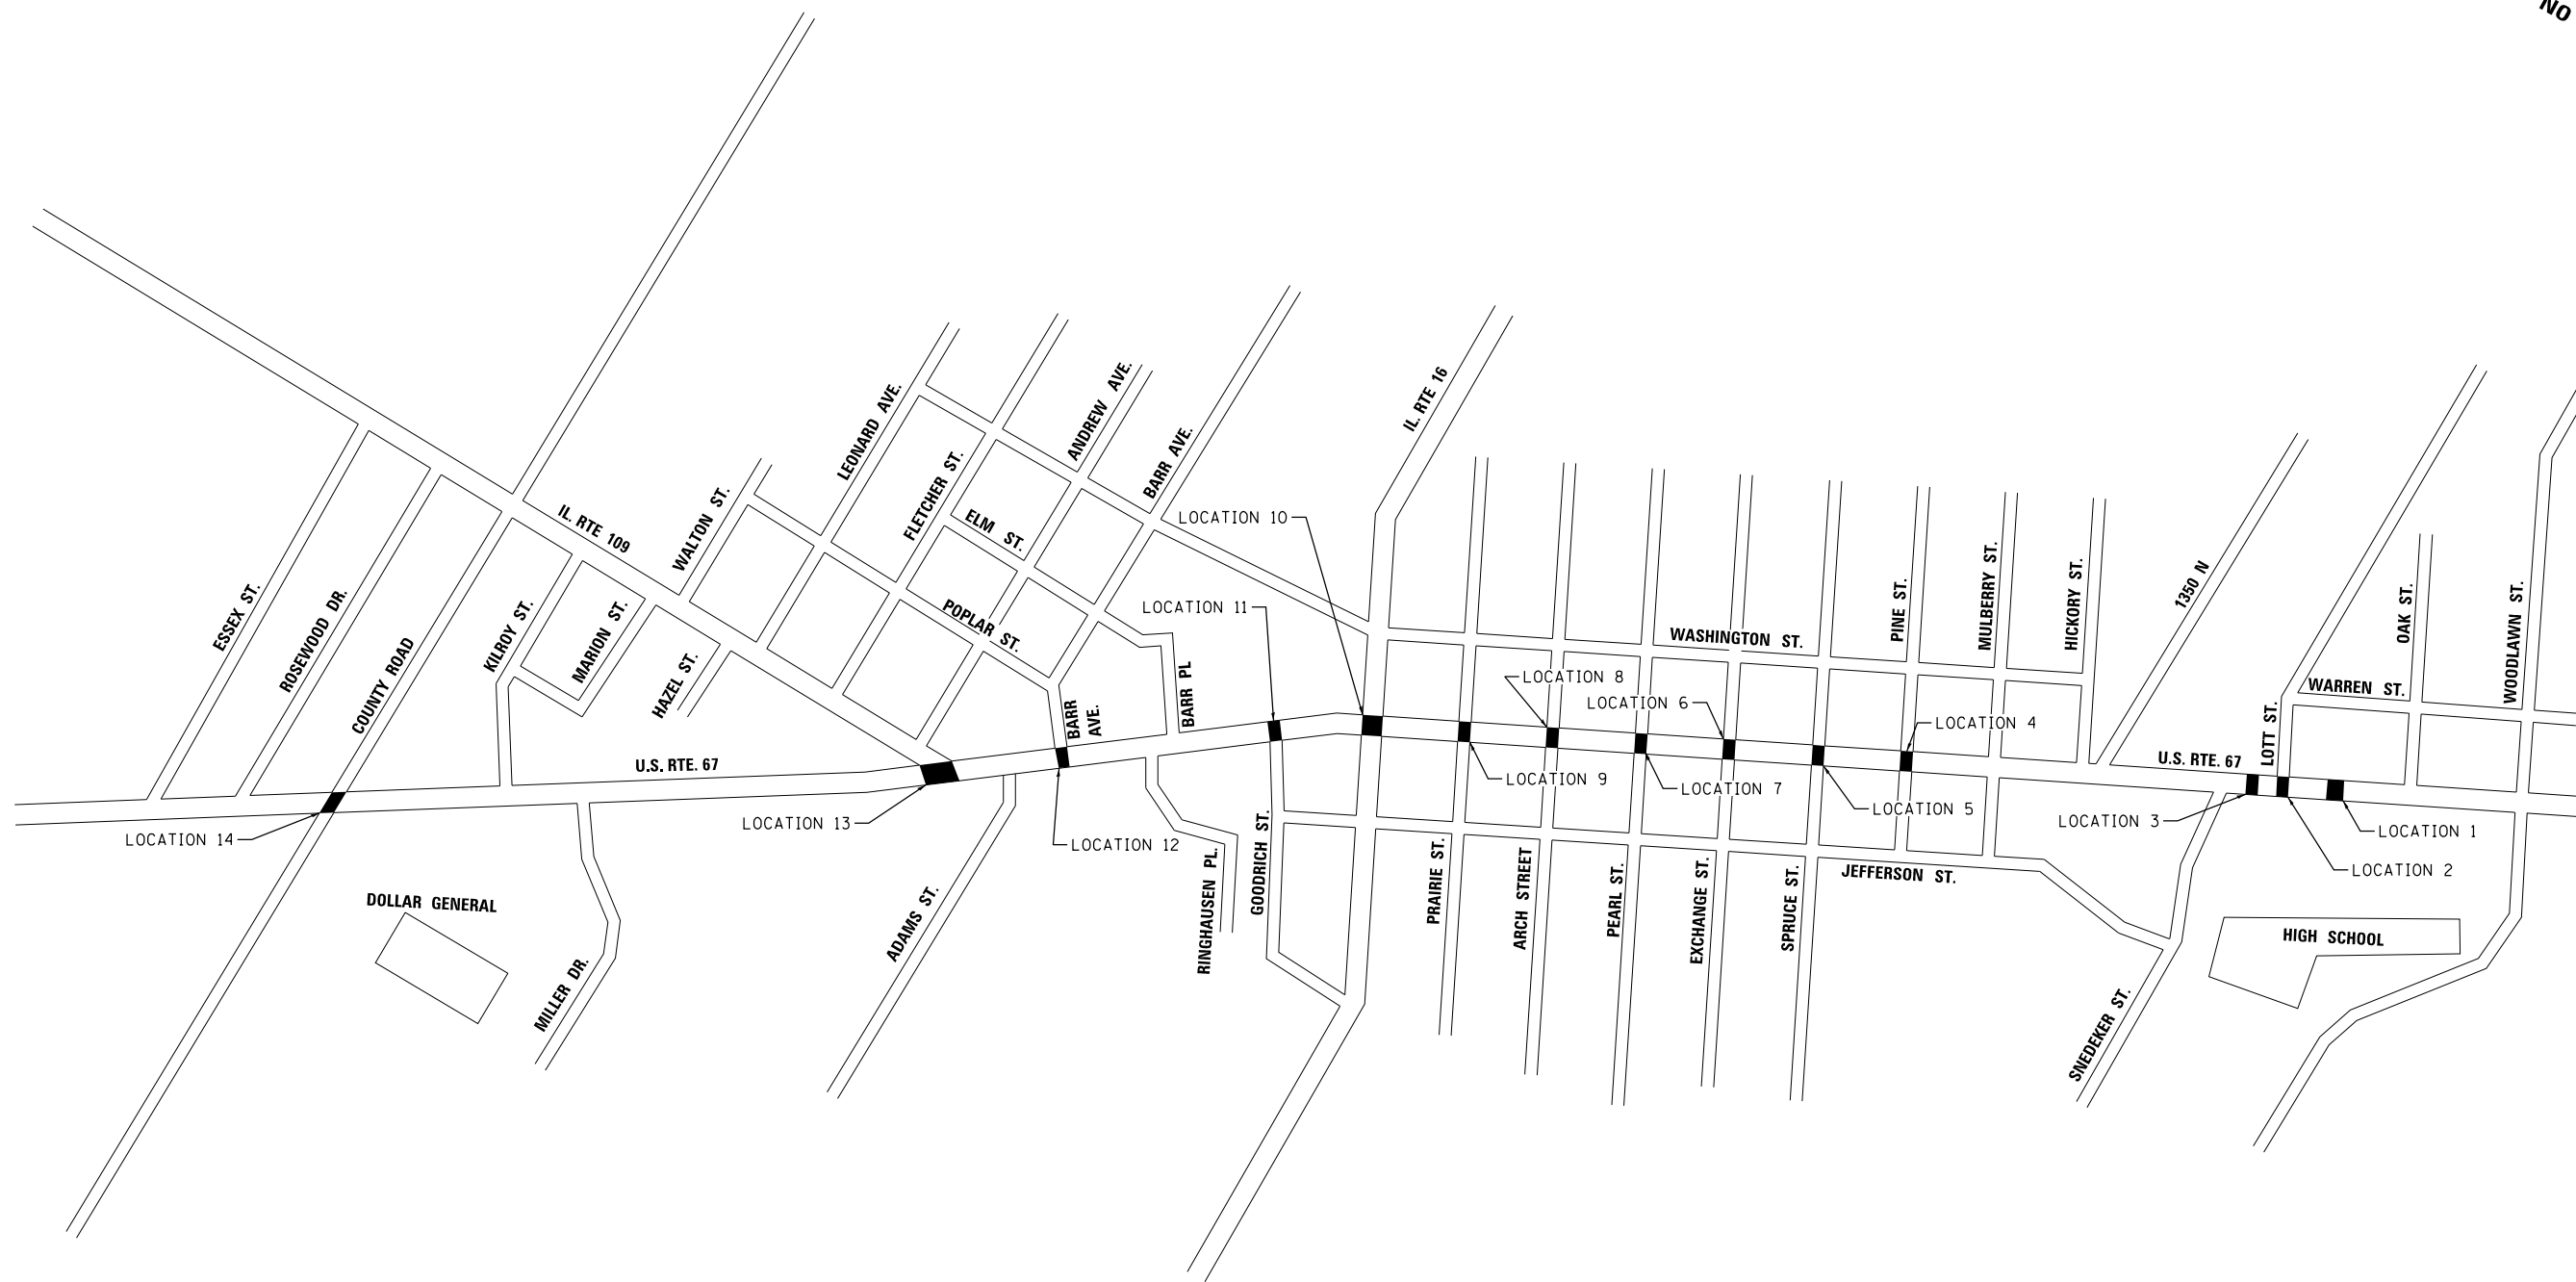 NO
IL. RTE 16
LEONARD AVE.
ANDREW AVE.
BARR AVE.
FLETCHER ST.
WALTON ST.
IL. RTE 109
ELM ST.
LOCATION 10
ESSEX ST.
ROSEWOOD DR.
COUNTY ROAD
KILROY ST.
MARION ST.
HAZEL ST.
POPLAR ST.
LOCATION 11
BARR PL
BARR
AVE.
WASHINGTON ST.
PINE ST.
MULBERRY ST.
HICKORY ST.
1350 N
OAK ST.
WOODLAWN ST.
WARREN ST.
LOTT ST.
LOCATION 8
LOCATION 6
LOCATION 4
U.S. RTE. 67
U.S. RTE. 67
LOCATION 9
LOCATION 7
LOCATION 5
LOCATION 3
LOCATION 1
LOCATION 2
LOCATION 14
LOCATION 13
LOCATION 12
DOLLAR GENERAL
MILLER DR.
ADAMS ST.
RINGHAUSEN PL.
GOODRICH ST.
PRAIRIE ST.
ARCH STREET
PEARL ST.
EXCHANGE ST.
SPRUCE ST.
JEFFERSON ST.
HIGH SCHOOL
SNEDEKER ST.